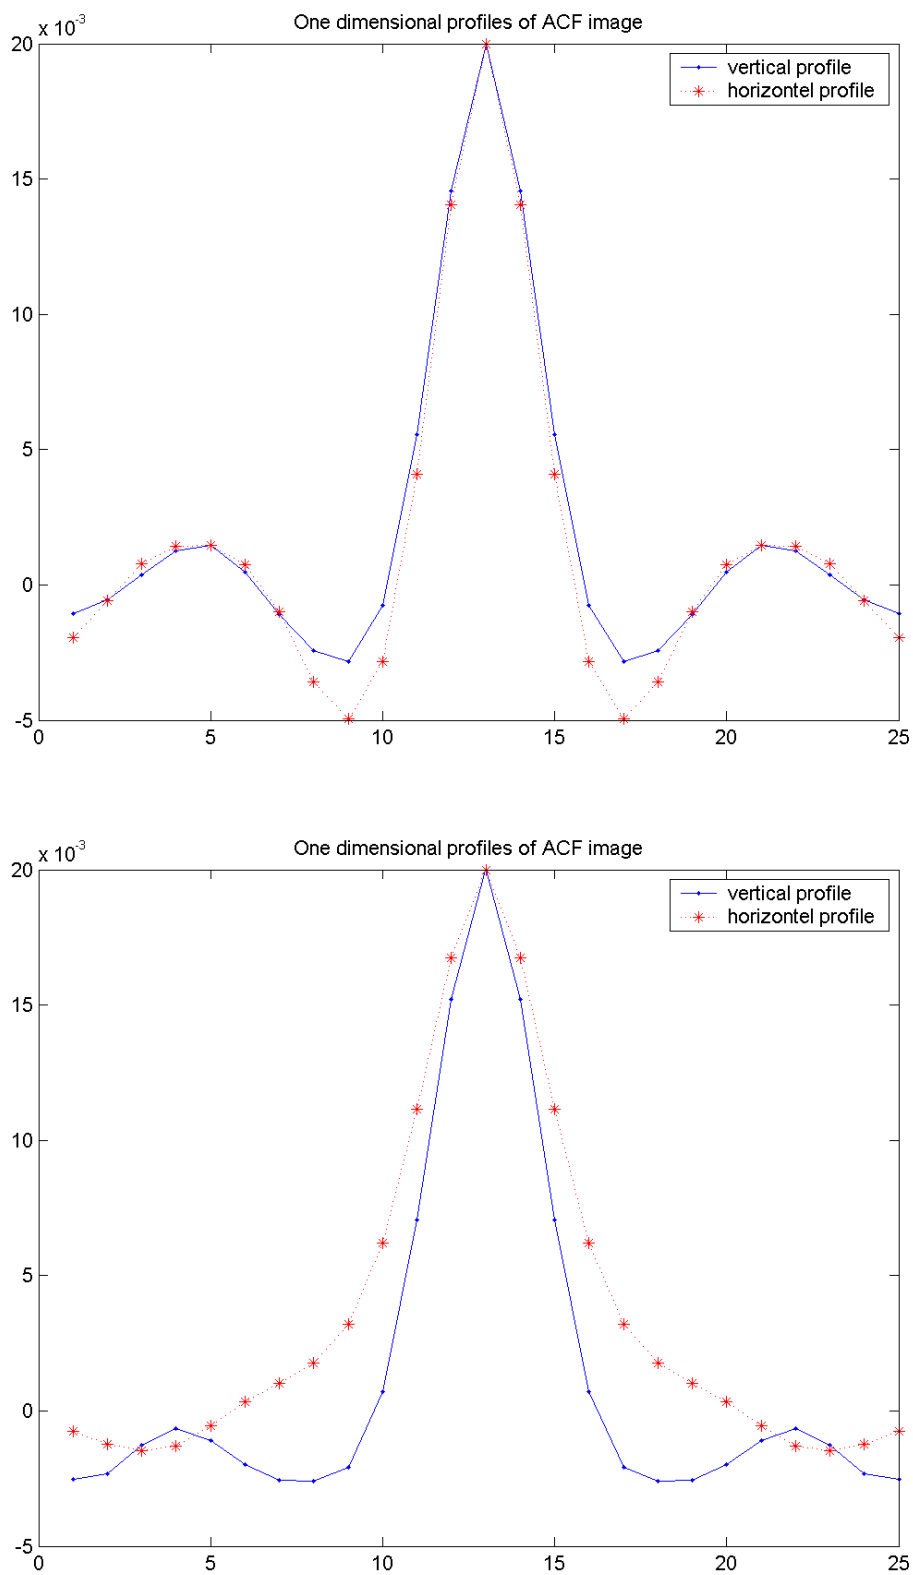 One dimensional profiles of ACF image
x 10-3
20
15
10
5
0
-5
0 5 10 15 20 25
vertical profile
horizontel profile
One dimensional profiles of ACF image
x 10-3
20
15
10
5
0
-5
0 5 10 15 20 25
vertical profile
horizontel profile